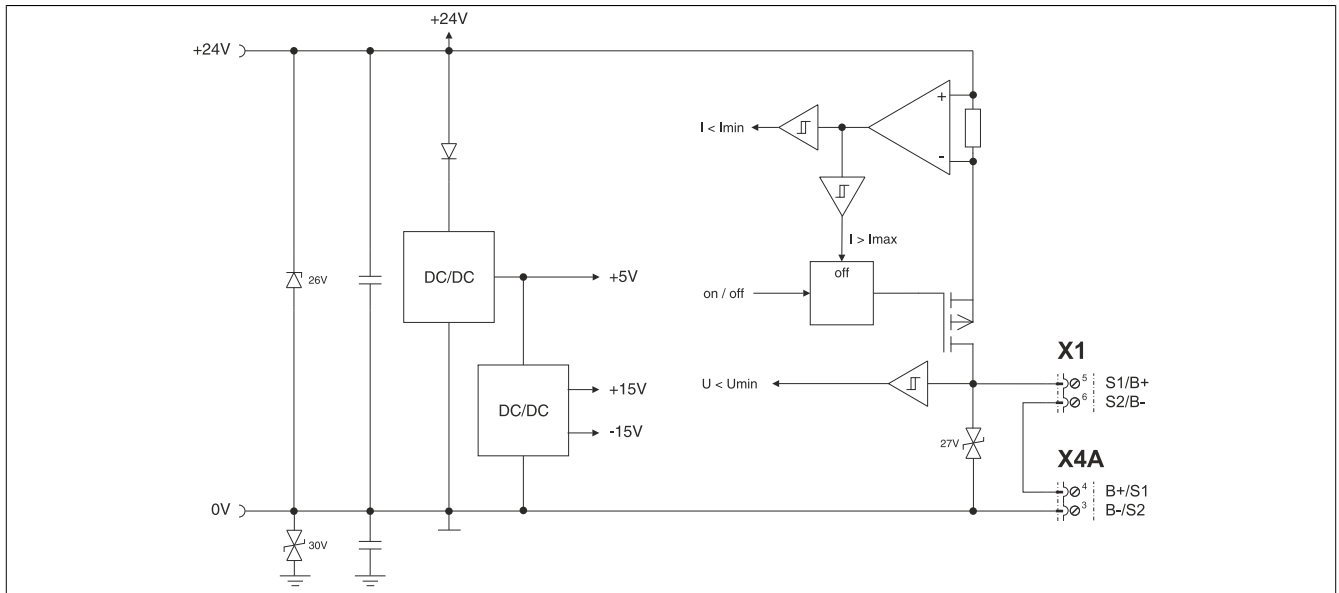 +24V
+24V
+
-
I < Imin
I > Imax
off
on / off
26V
DC/DC
+5V
DC/DC
+15V
-15V
U < Umin
27V
X1
5 S1/B+
6 S2/B-
X4A
4 B+/S1
3 B-/S2
0V
30V